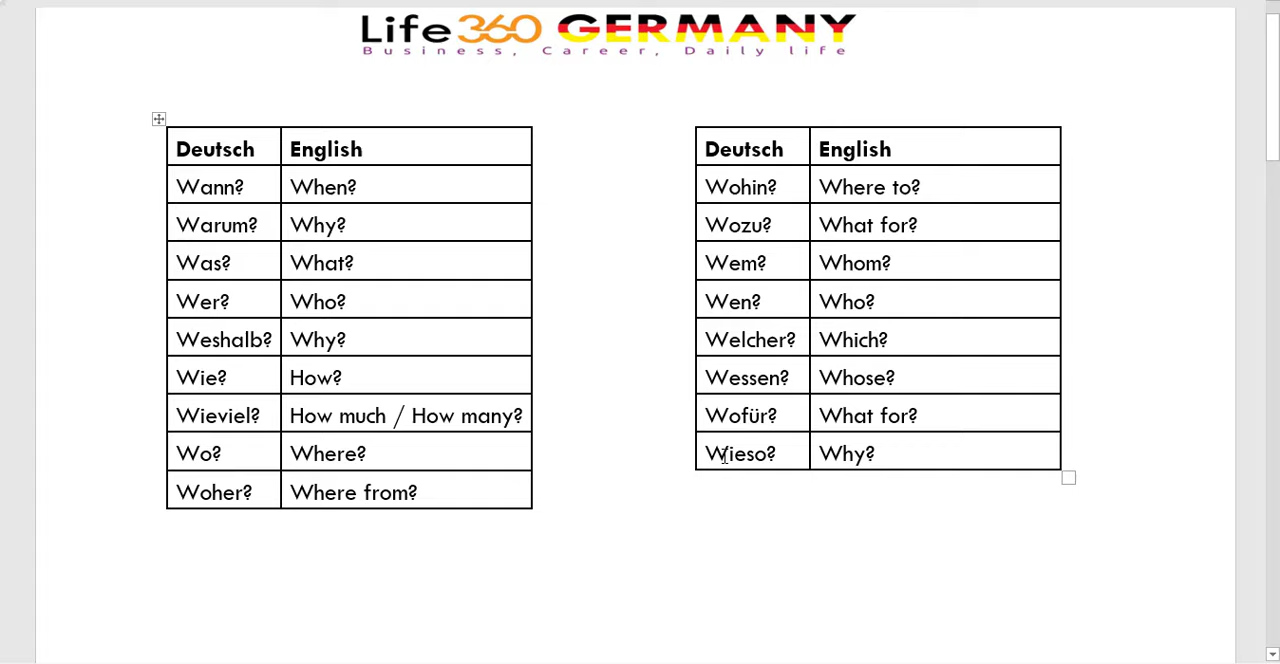 Life 360 GERMANY
Business, Career, Daily life
Deutsch English
Wann? When?
Warum? Why?
Was? What?
Wer? Who?
Weshalb? Why?
Wie? How?
Wieviel? How much / How many?
Wo? Where?
Woher? Where from?
Deutsch English
Wohin? Where to?
Wozu? What for?
Wem? Whom?
Wen? Who?
Welcher? Which?
Wessen? Whose?
Wofür? What for?
Wieso? Why?